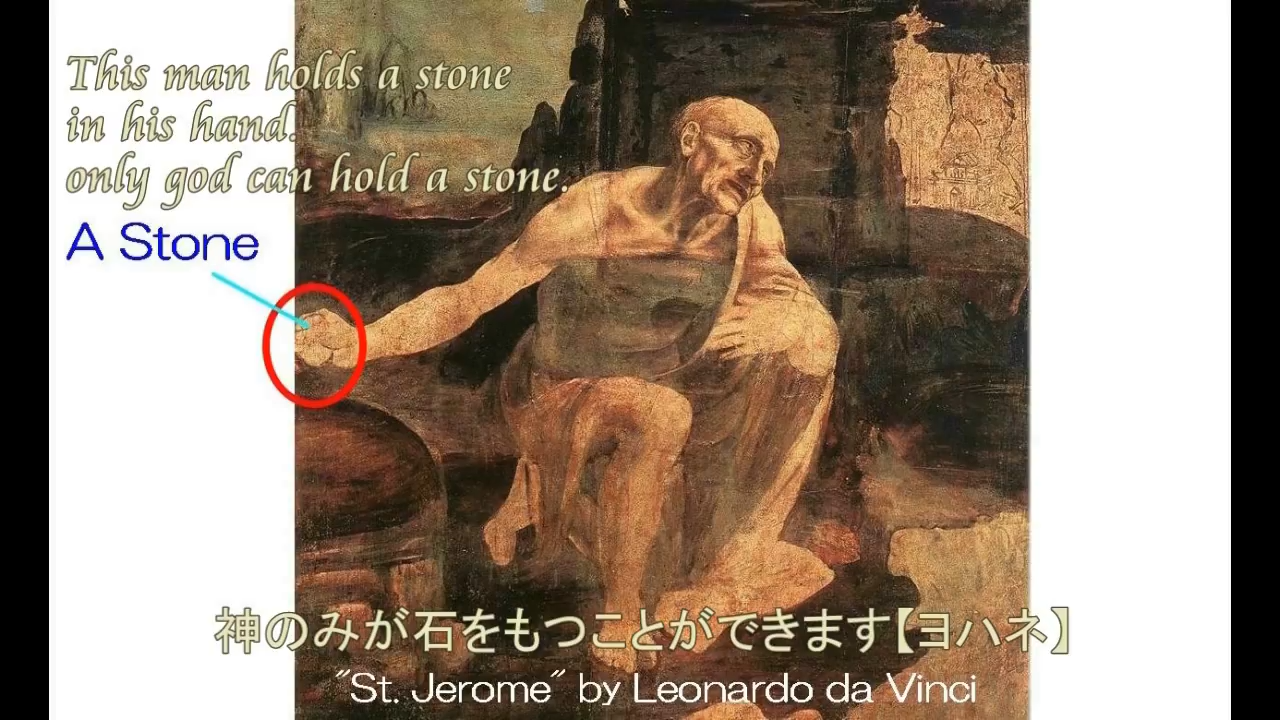 This man holds a stone
in his hand.
only god can hold a stone.
A Stone
神のみが石をもつことができます【ヨハネ】
"St. Jerome" by Leonardo da Vinci